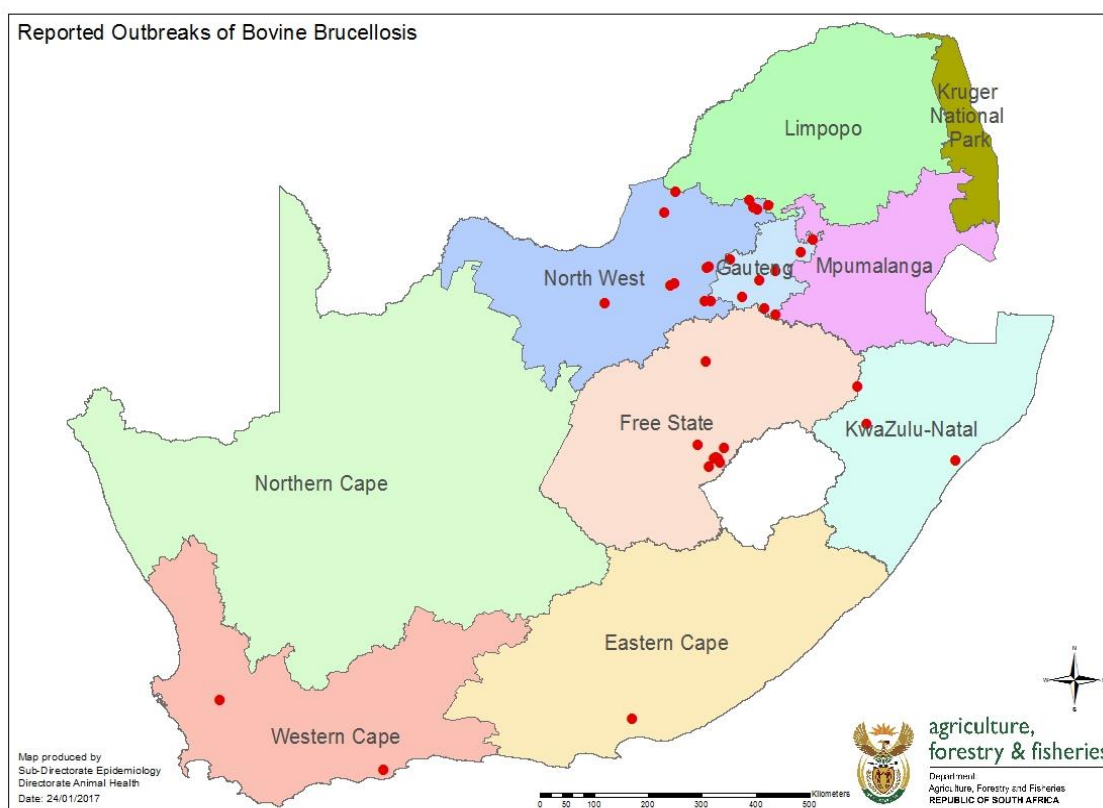 Reported Outbreaks of Bovine Brucellosis
Kruger
National
Park
Limpopo
North West
Gauteng
Mpumalanga
Free State
KwaZulu-Natal
Northern Cape
Eastern Cape
Western Cape
N
W
S
Map produced by
Sub-Directorate Epidemiology
Directorate Animal Health
Date: 24/01/2017
Kilometers
0 50 100 200 300 400 500
agriculture,
forestry & fisheries
Department:
Agriculture, Forestry and Fisheries
REPUBLIC OF SOUTH AFRICA